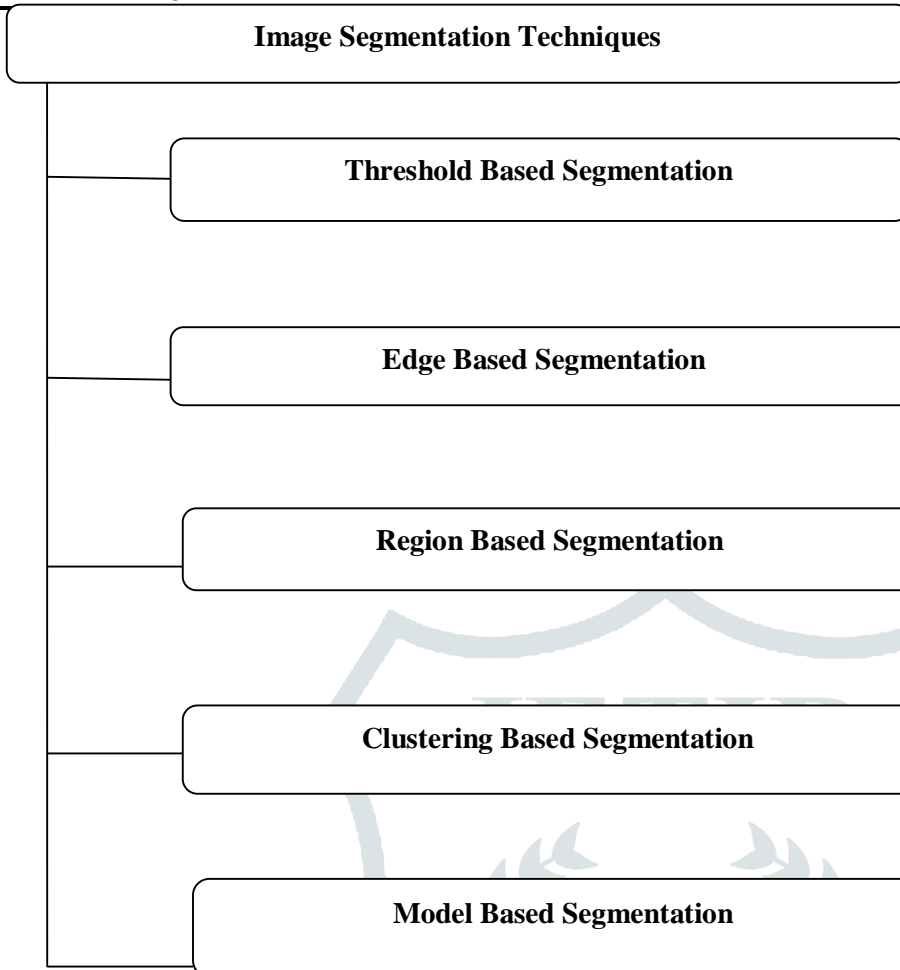 Image Segmentation Techniques
Threshold Based Segmentation
Edge Based Segmentation
Region Based Segmentation
Clustering Based Segmentation
Model Based Segmentation